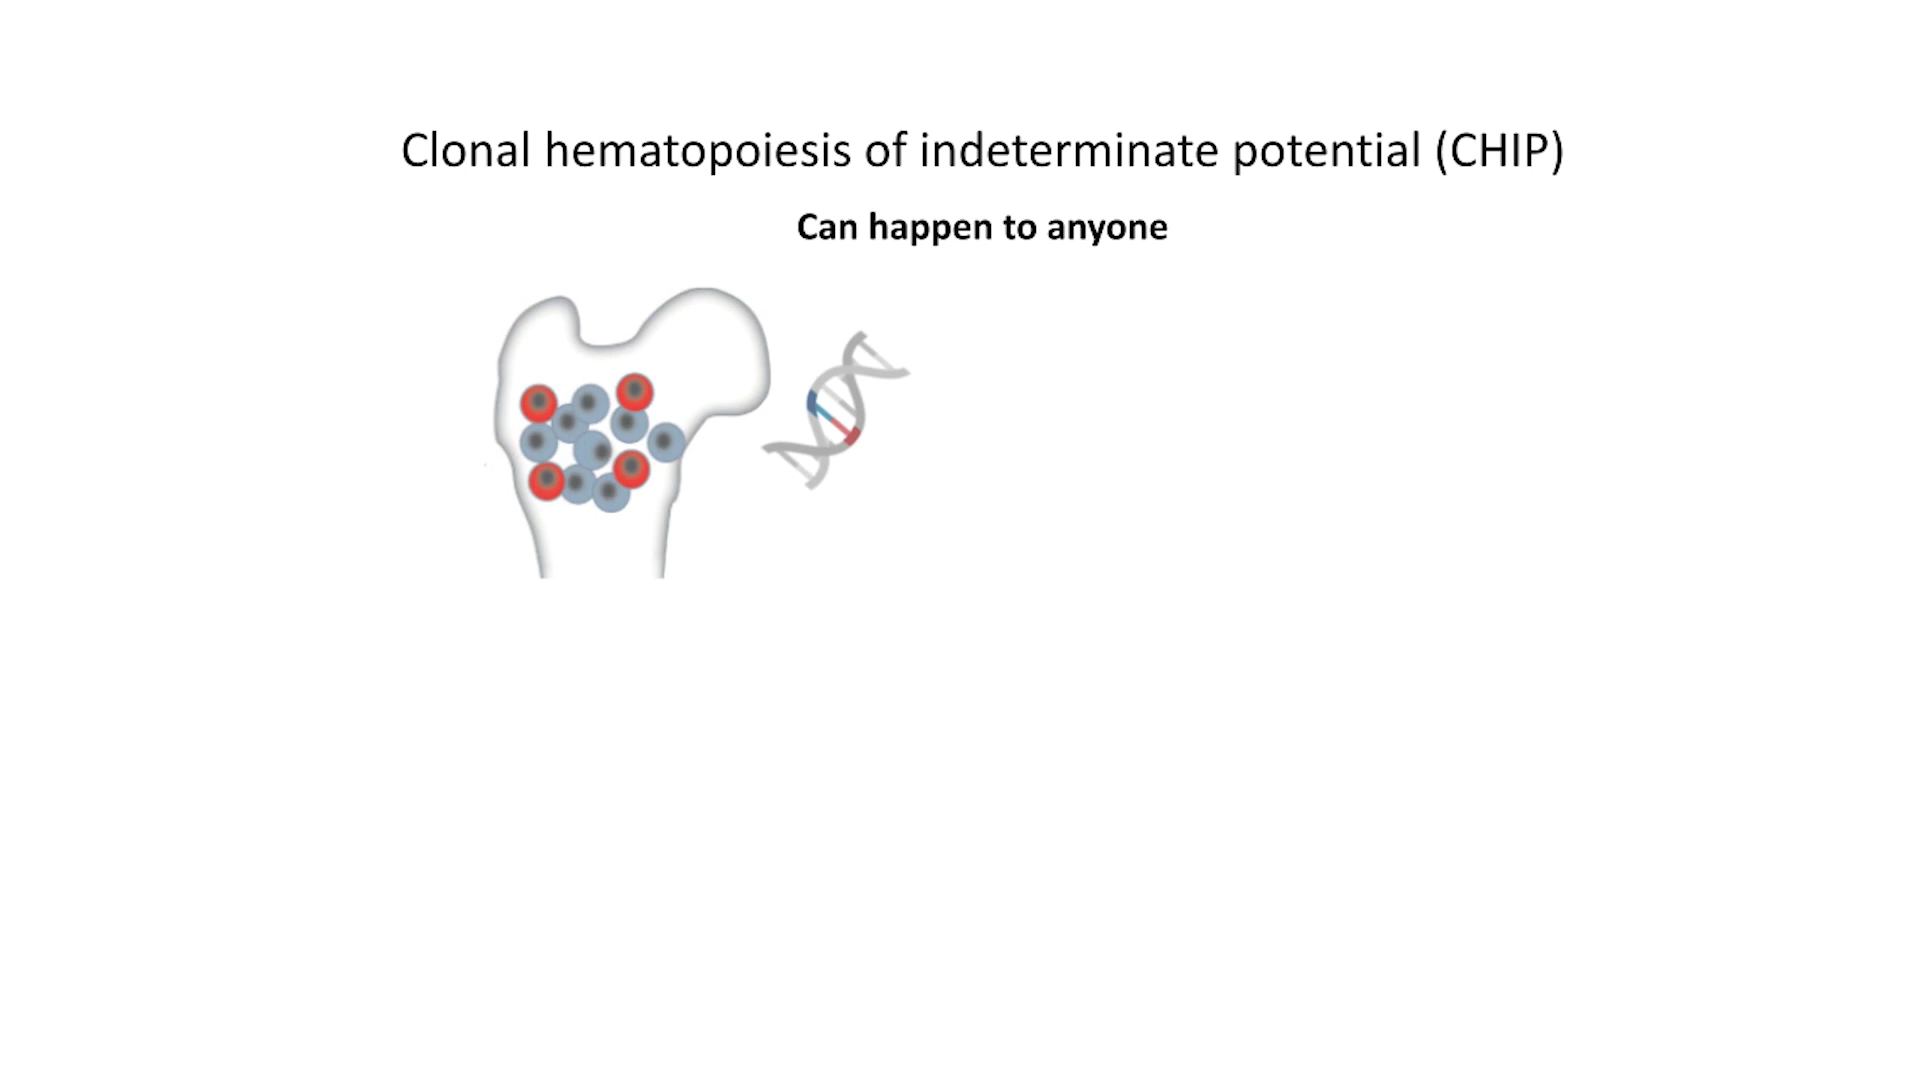 Clonal hematopoiesis of indeterminate potential (CHIP)
Can happen to anyone